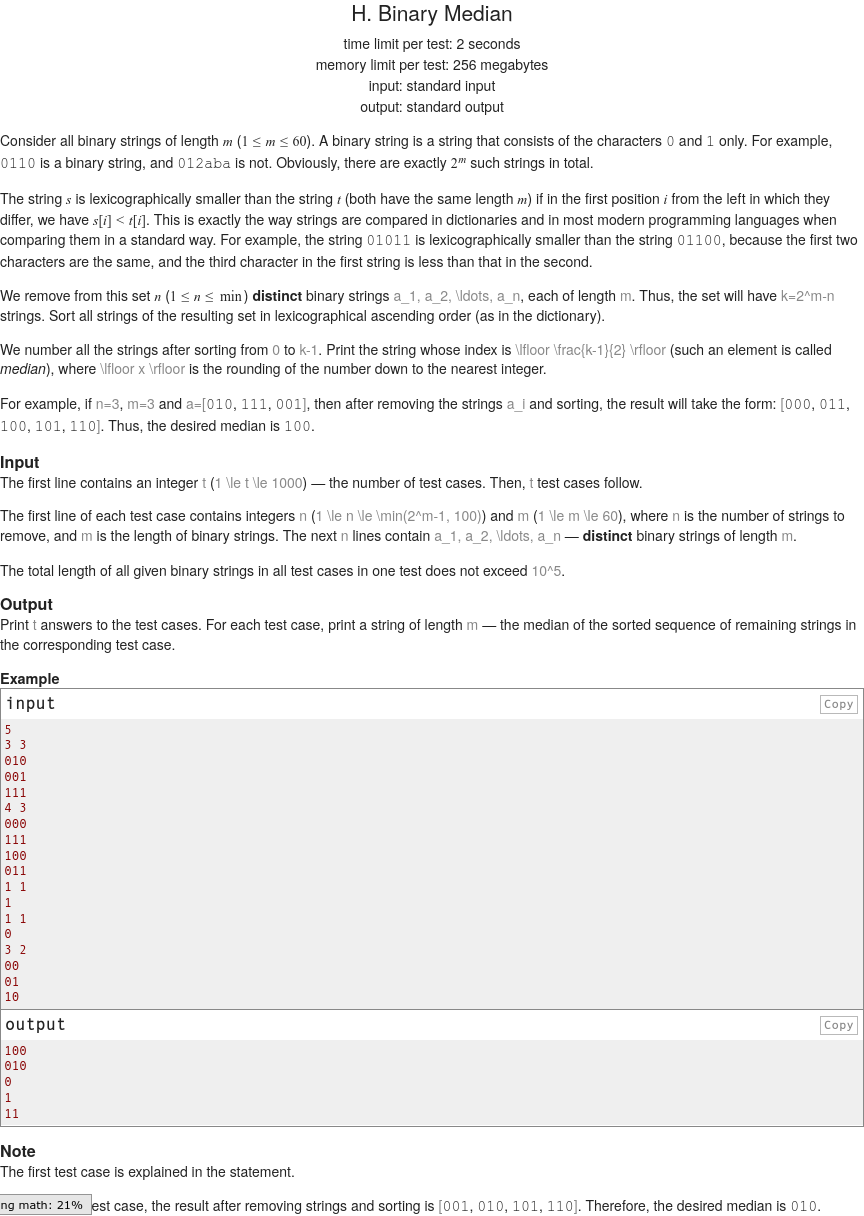 H. Binary Median
time limit per test: 2 seconds
memory limit per test: 256 megabytes
input: standard input
output: standard output
Consider all binary strings of length m (1 ≤ m ≤ 60). A binary string is a string that consists of the characters 0 and 1 only. For example,
0110 is a binary string, and 012aba is not. Obviously, there are exactly 2^m such strings in total.
The string s is lexicographically smaller than the string t (both have the same length m) if in the first position i from the left in which they
differ, we have s[i] < t[i]. This is exactly the way strings are compared in dictionaries and in most modern programming languages when
comparing them in a standard way. For example, the string 01011 is lexicographically smaller than the string 01100, because the first two
characters are the same, and the third character in the first string is less than that in the second.
We remove from this set n (1 ≤ n ≤ min) distinct binary strings a_1, a_2, \ldots, a_n, each of length m. Thus, the set will have k=2^m-n
strings. Sort all strings of the resulting set in lexicographical ascending order (as in the dictionary).
We number all the strings after sorting from 0 to k-1. Print the string whose index is \lfloor \frac{k-1}{2} \rfloor (such an element is called
median), where \lfloor x \rfloor is the rounding of the number down to the nearest integer.
For example, if n=3, m=3 and a=[010, 111, 001], then after removing the strings a_i and sorting, the result will take the form: [000, 011,
100, 101, 110]. Thus, the desired median is 100.
Input
The first line contains an integer t (1 \le t \le 1000) — the number of test cases. Then, t test cases follow.
The first line of each test case contains integers n (1 \le n \le \min(2^m-1, 100)) and m (1 \le m \le 60), where n is the number of strings to
remove, and m is the length of binary strings. The next n lines contain a_1, a_2, \ldots, a_n — distinct binary strings of length m.
The total length of all given binary strings in all test cases in one test does not exceed 10^5.
Output
Print t answers to the test cases. For each test case, print a string of length m — the median of the sorted sequence of remaining strings in
the corresponding test case.
Example
input Copy
5
3 3
010
001
111
4 3
000
111
100
011
1 1
1
1 1
0
3 2
00
01
10
output Copy
100
010
0
1
11
Note
The first test case is explained in the statement.
ng math: 21% est case, the result after removing strings and sorting is [001, 010, 101, 110]. Therefore, the desired median is 010.